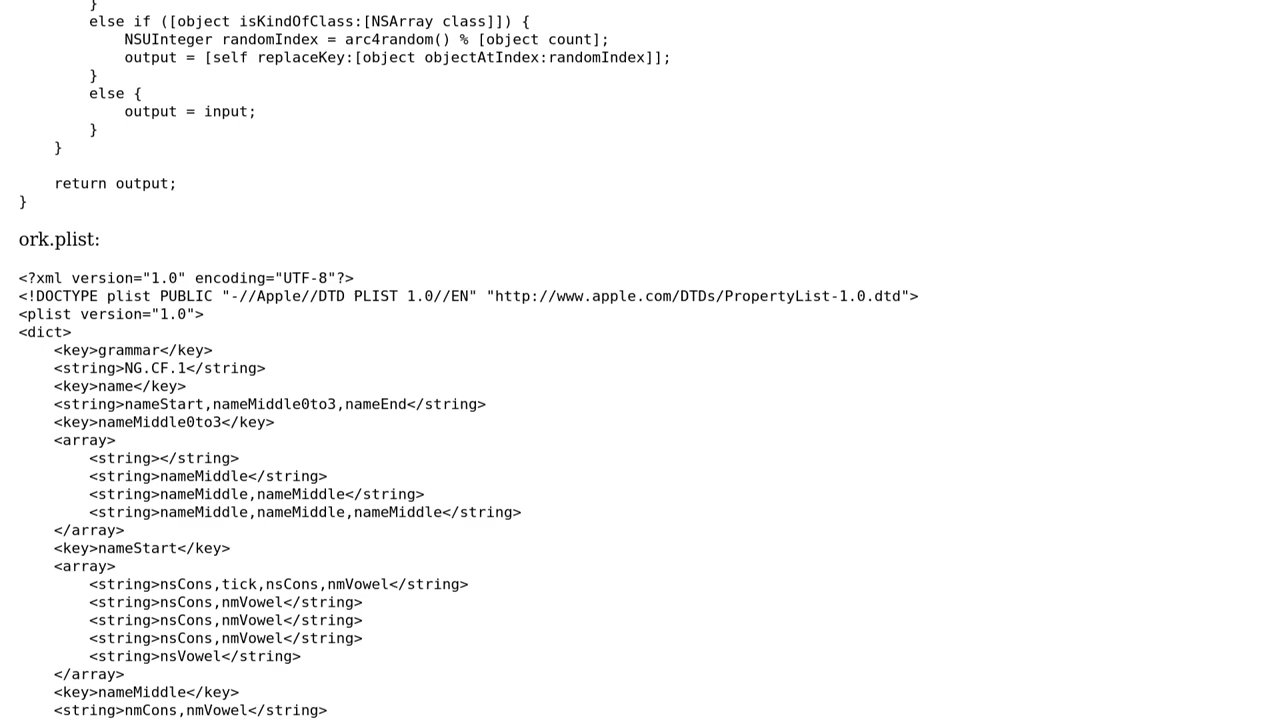 }
        else if ([object isKindOfClass:[NSArray class]]) {
            NSUInteger randomIndex = arc4random() % [object count];
            output = [self replaceKey:[object objectAtIndex:randomIndex]];
        }
        else {
            output = input;
        }
    }

    return output;
}
ork.plist:
<?xml version="1.0" encoding="UTF-8"?>
<!DOCTYPE plist PUBLIC "-//Apple//DTD PLIST 1.0//EN" "http://www.apple.com/DTDs/PropertyList-1.0.dtd">
<plist version="1.0">
<dict>
    <key>grammar</key>
    <string>NG.CF.1</string>
    <key>name</key>
    <string>nameStart,nameMiddle0to3,nameEnd</string>
    <key>nameMiddle0to3</key>
    <array>
        <string></string>
        <string>nameMiddle</string>
        <string>nameMiddle,nameMiddle</string>
        <string>nameMiddle,nameMiddle,nameMiddle</string>
    </array>
    <key>nameStart</key>
    <array>
        <string>nsCons,tick,nsCons,nmVowel</string>
        <string>nsCons,nmVowel</string>
        <string>nsCons,nmVowel</string>
        <string>nsCons,nmVowel</string>
        <string>nsVowel</string>
    </array>
    <key>nameMiddle</key>
    <string>nmCons,nmVowel</string>